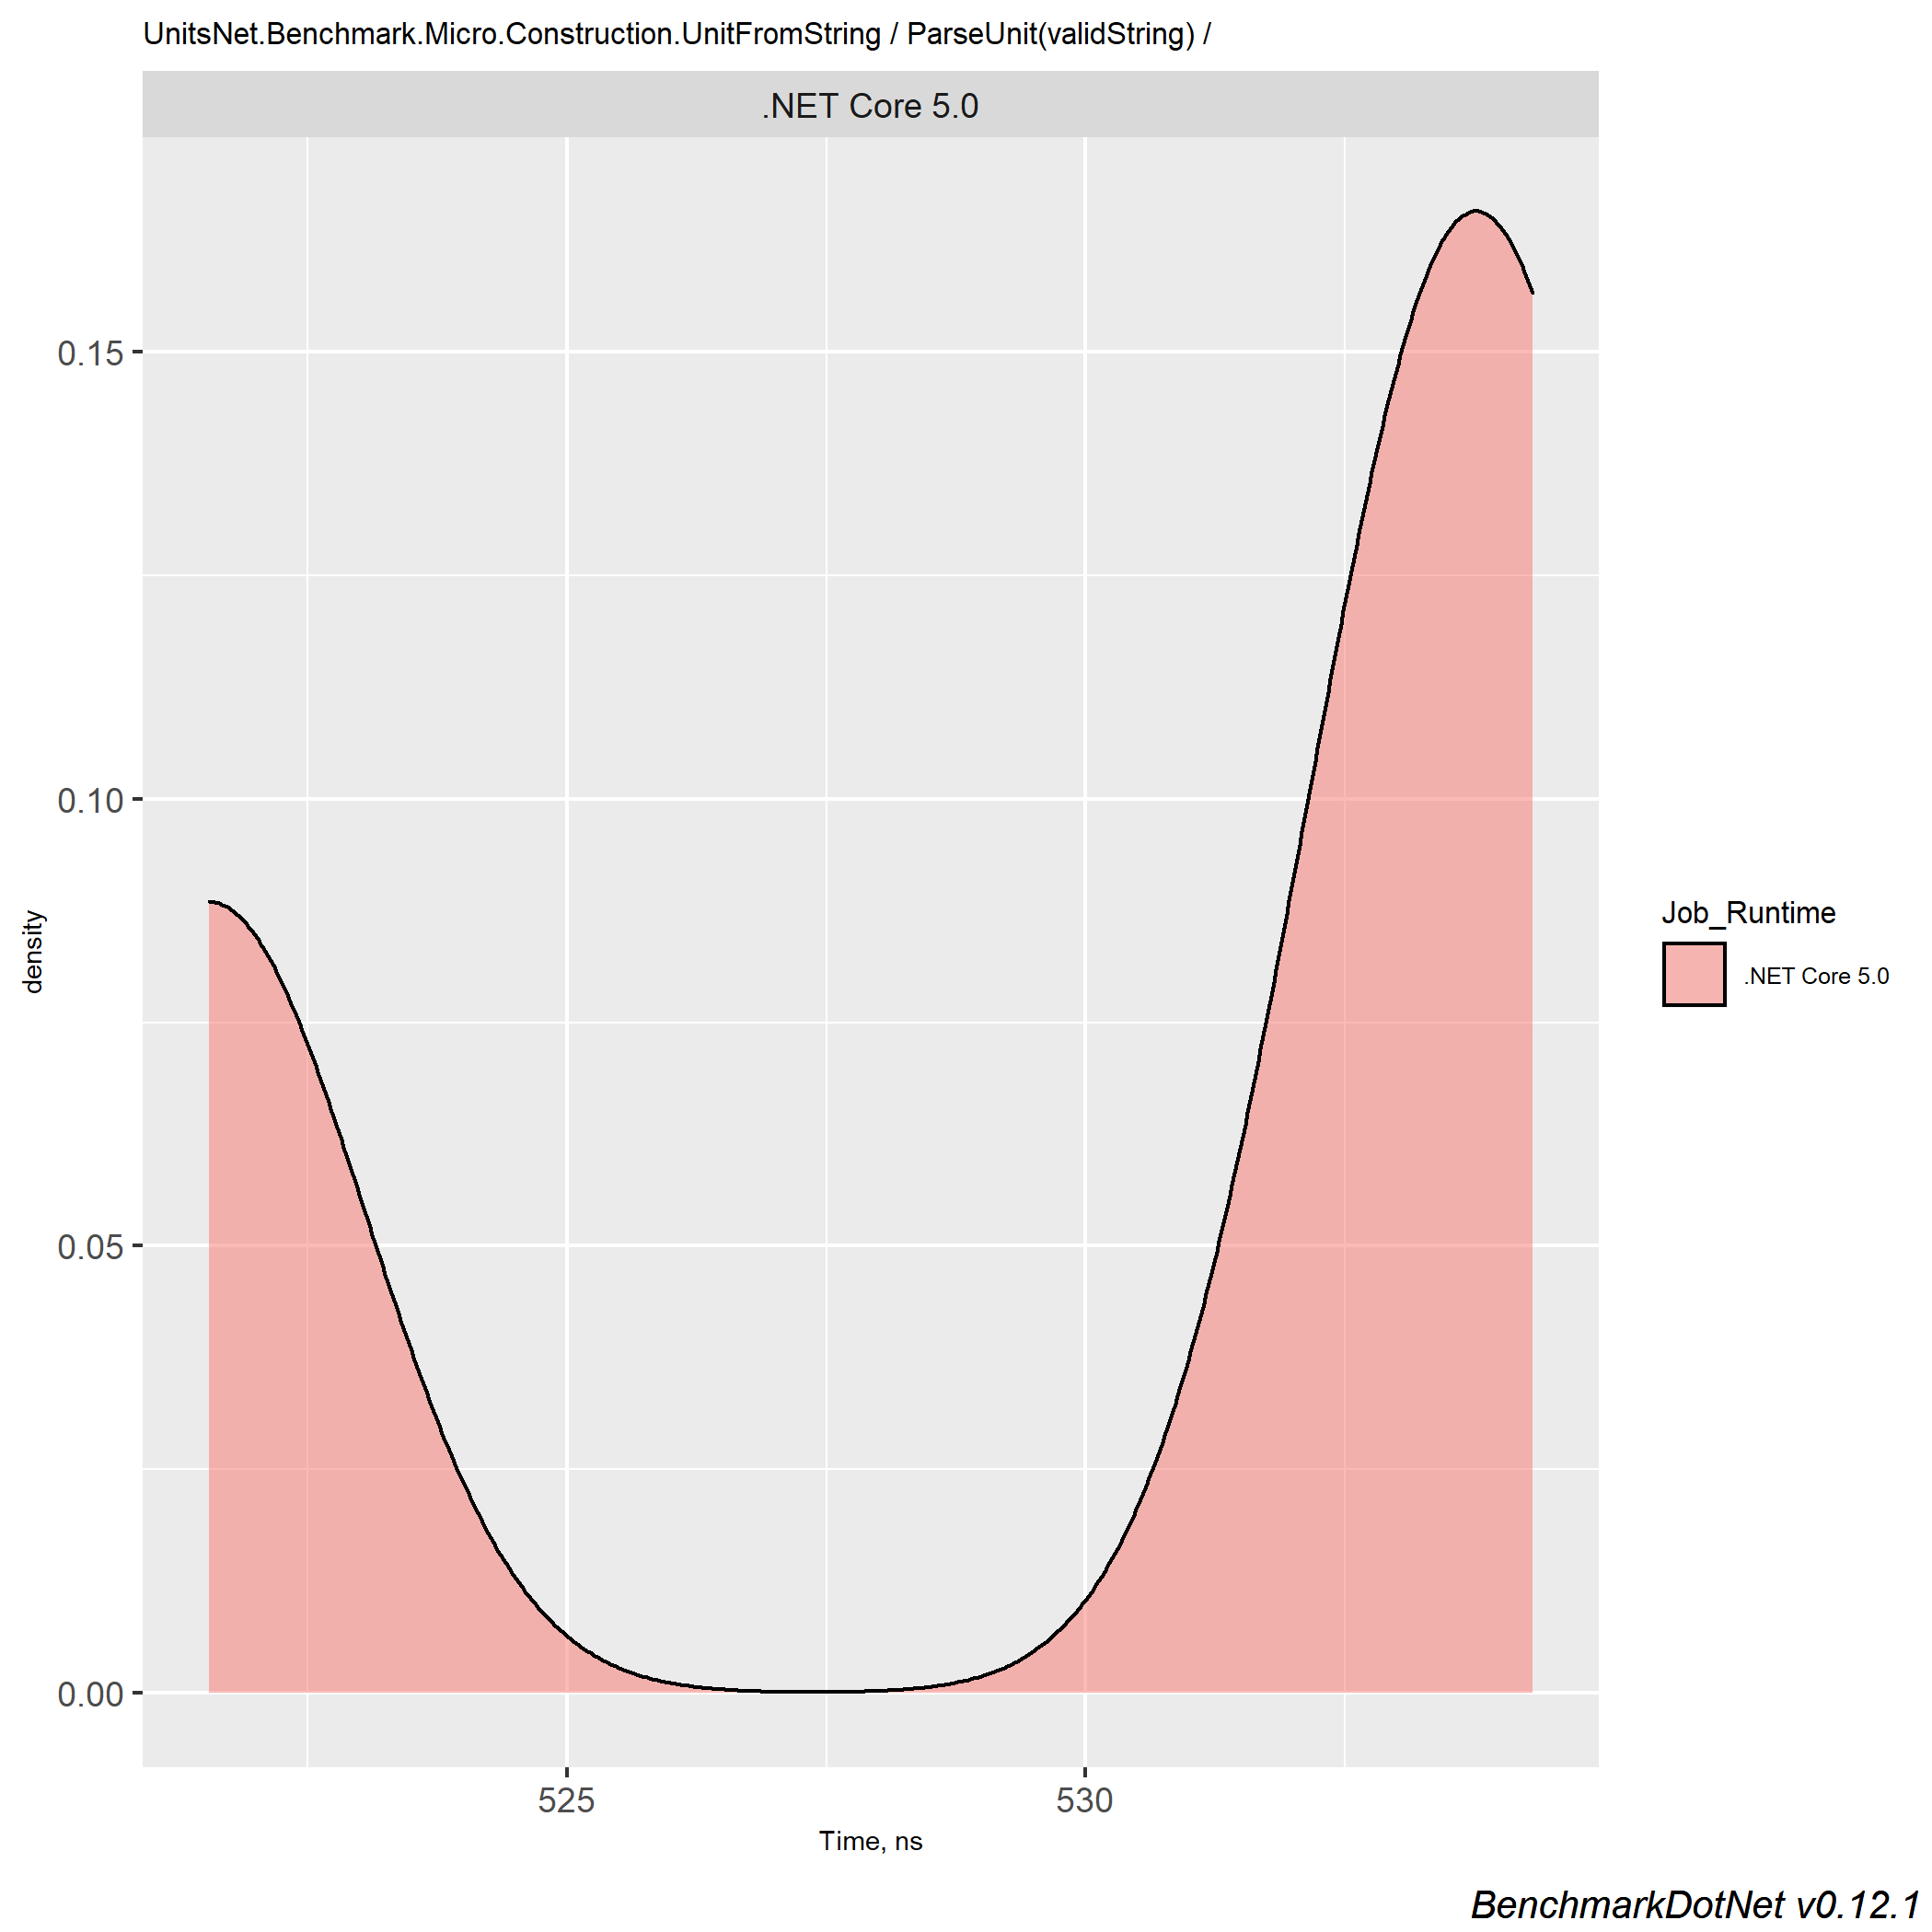 UnitsNet.Benchmark.Micro.Construction.UnitFromString / ParseUnit(validString) /
.NET Core 5.0
0.15
0.10
0.05
0.00
density
525
530
Time, ns
Job_Runtime
.NET Core 5.0
BenchmarkDotNet v0.12.1